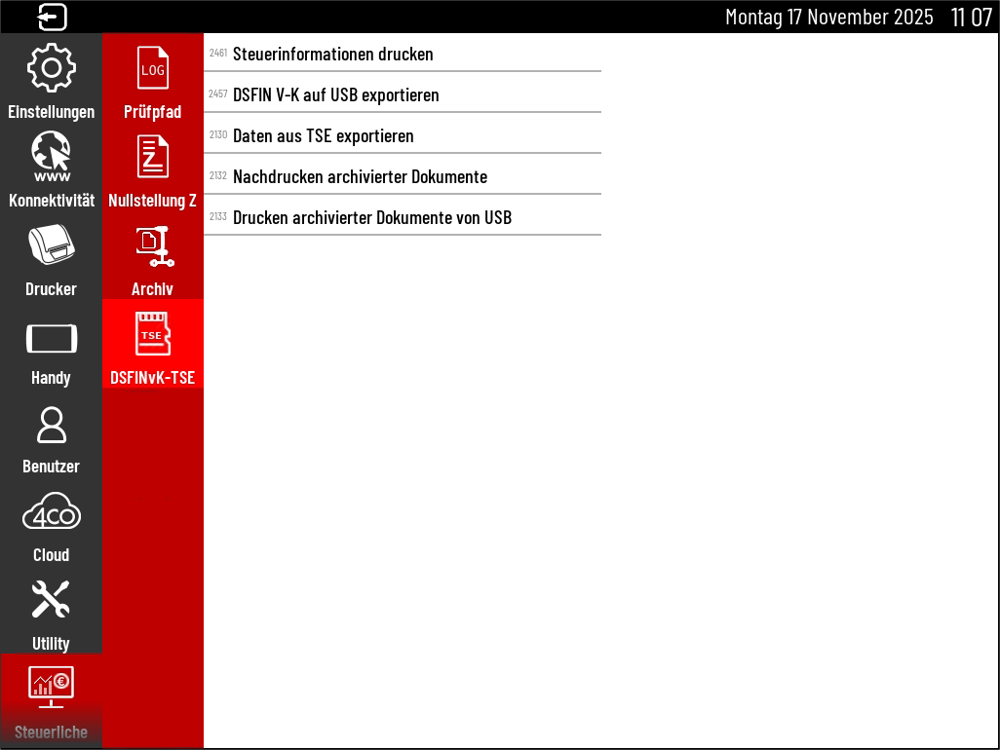 Montag 17 November 2025 11 07
Einstellungen
Konnektivität
www
Drucker
Handy
Benutzer
4CO
Cloud
Utility
€
Steuerliche
LOG
Prüfpfad
Z
Nullstellung Z
Archiv
TSE
DSFINvK-TSE
2461 Steuerinformationen drucken
2457 DSFIN V-K auf USB exportieren
2130 Daten aus TSE exportieren
2132 Nachdrucken archivierter Dokumente
2133 Drucken archivierter Dokumente von USB